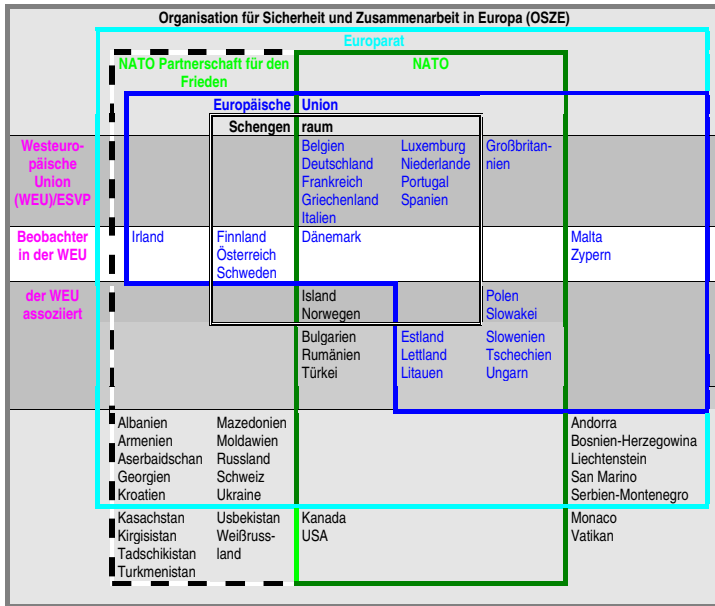 Organisation für Sicherheit und Zusammenarbeit in Europa (OSZE)
Europarat
NATO Partnerschaft für den
Frieden
NATO
Europäische Union
Schengen raum
Westeuro-
päische
Union
(WEU)/ESVP
Belgien Luxemburg Großbritan-
Deutschland Niederlande nien
Frankreich Portugal
Griechenland Spanien
Italien
Beobachter
in der WEU
Irland Finnland Dänemark Malta
Österreich Zypern
Schweden
der WEU
assoziiert
Island Polen
Norwegen Slowakei
Bulgarien Estland Slowenien
Rumänien Lettland Tschechien
Türkei Litauen Ungarn
Albanien Mazedonien Andorra
Armenien Moldawien Bosnien-Herzegowina
Aserbaidschan Russland Liechtenstein
Georgien Schweiz San Marino
Kroatien Ukraine Serbien-Montenegro
Kasachstan Usbekistan Kanada Monaco
Kirgisistan Weißruss- USA Vatikan
Tadschikistan land
Turkmenistan